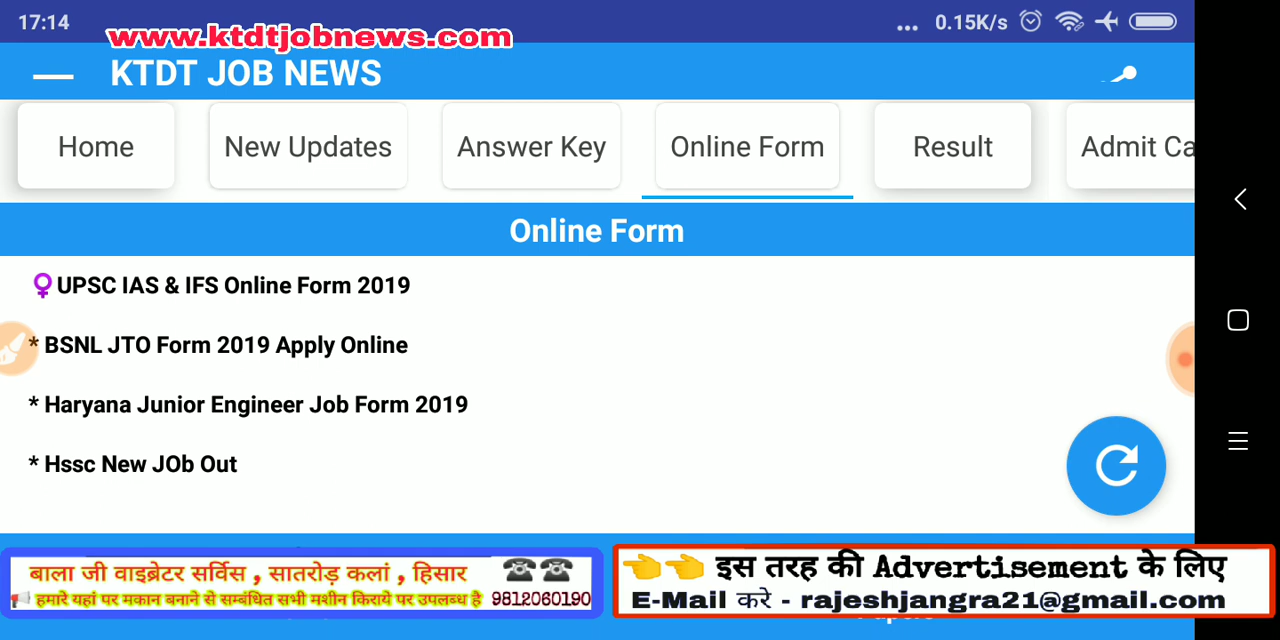 17:14
www.ktdtjobnews.com
... 0.15K/s
KTDT JOB NEWS
Home New Updates Answer Key Online Form Result Admit Ca
Online Form
UPSC IAS & IFS Online Form 2019
* BSNL JTO Form 2019 Apply Online
* Haryana Junior Engineer Job Form 2019
* Hssc New JOb Out
बाला जी वाइब्रेटर सर्विस , सातरोड़ कलां , हिसार
हमारे यहां पर मकान बनाने से सम्बंधित सभी मशीन किराये पर उपलब्ध है 9812060190
इस तरह की Advertisement के लिए
E-Mail करे - rajeshjangra21@gmail.com